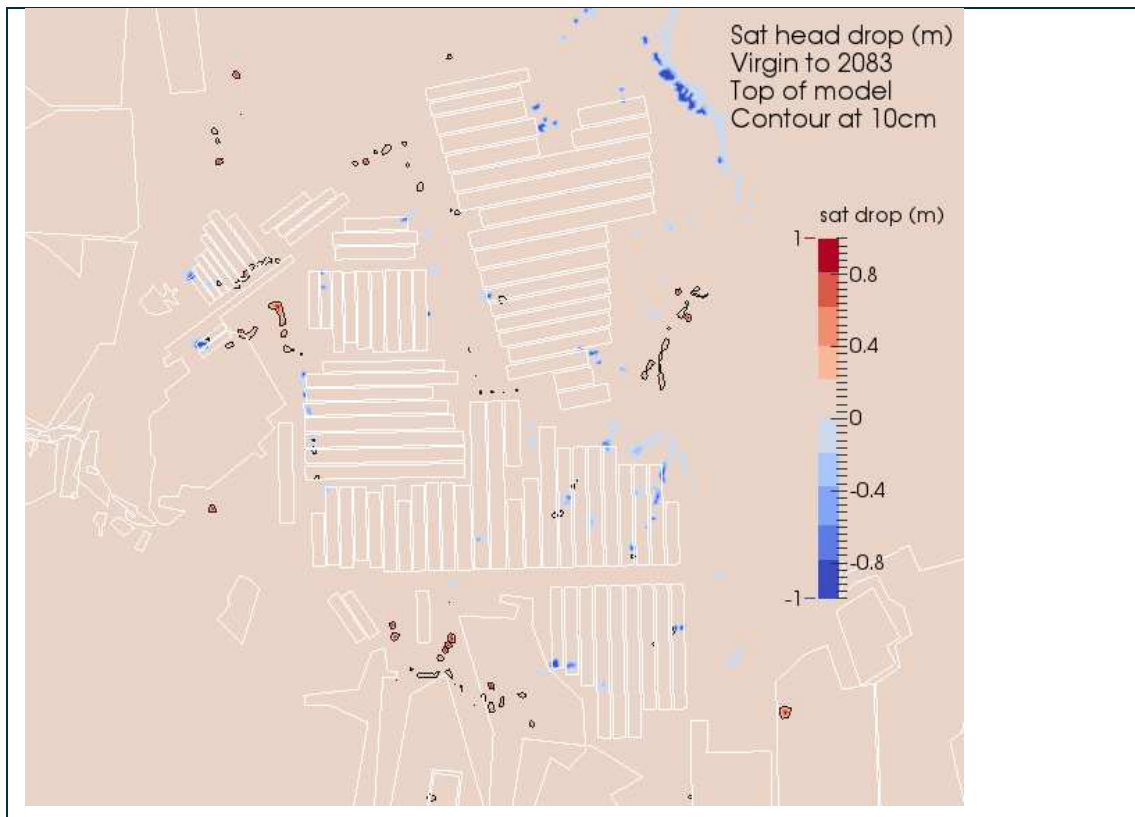 Sat head drop (m)
Virgin to 2083
Top of model
Contour at 10cm
sat drop (m)
1
0.8
0.4
0
-0.4
-0.8
-1